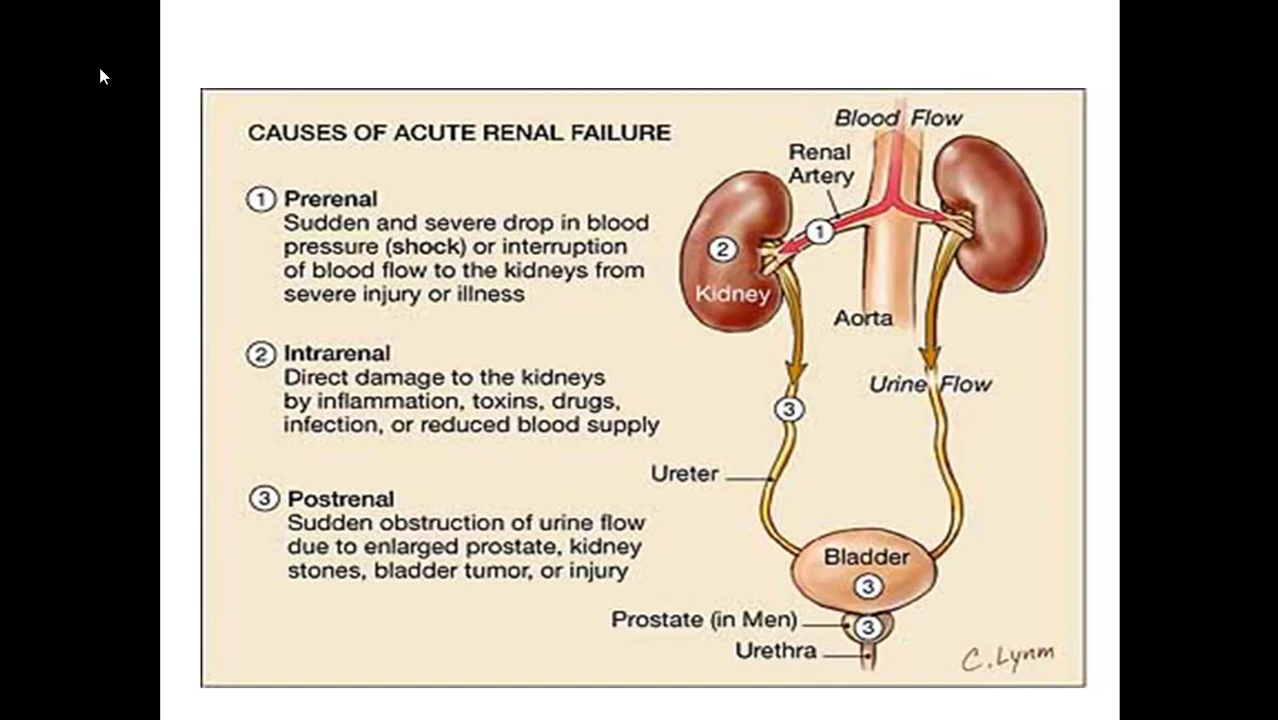 CAUSES OF ACUTE RENAL FAILURE
1 Prerenal
Sudden and severe drop in blood
pressure (shock) or interruption
of blood flow to the kidneys from
severe injury or illness
2 Intrarenal
Direct damage to the kidneys
by inflammation, toxins, drugs,
infection, or reduced blood supply
3 Postrenal
Sudden obstruction of urine flow
due to enlarged prostate, kidney
stones, bladder tumor, or injury
Blood Flow
Renal
Artery
1
2
Kidney
Aorta
Urine Flow
3
Ureter
Bladder
3
Prostate (in Men)
3
Urethra
C. Lynm